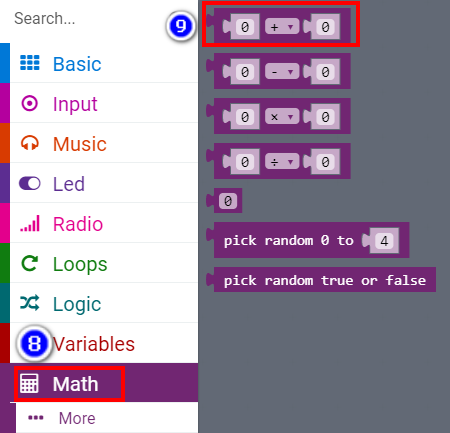 Search...
Basic
Input
Music
Led
Radio
Loops
Logic
8 Variables
Math
More
9
0 + 0
0 - 0
0 × 0
0 ÷ 0
0
pick random 0 to 4
pick random true or false